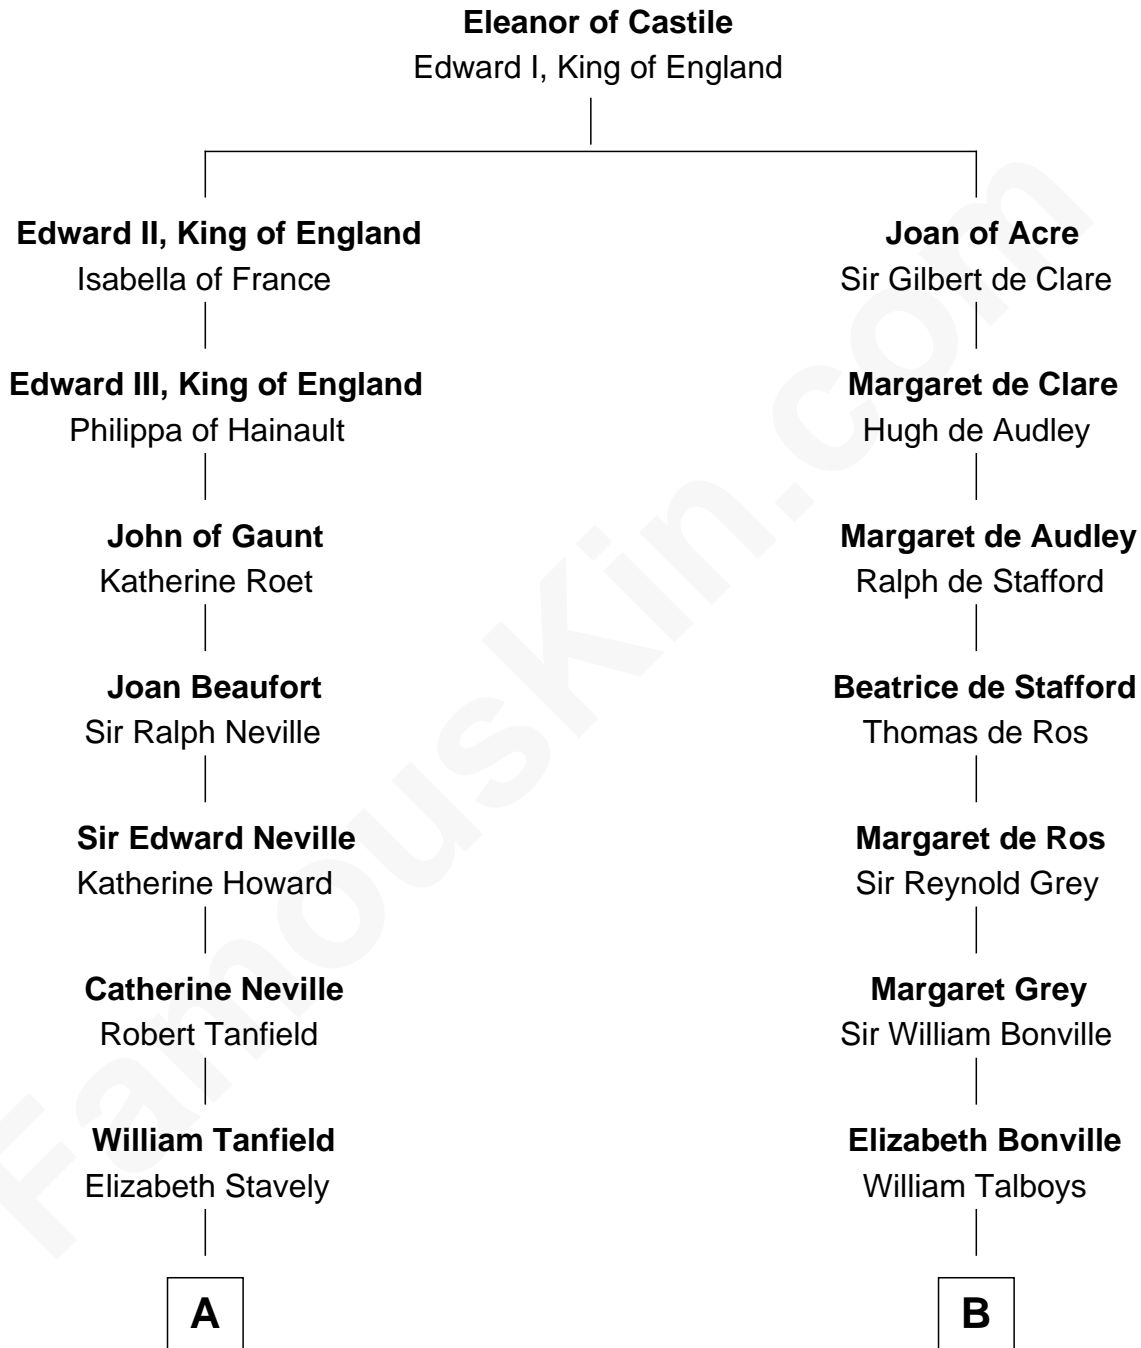 Eleanor of Castile
Edward I, King of England
Edward II, King of England
Isabella of France
Joan of Acre
Sir Gilbert de Clare
Edward III, King of England
Philippa of Hainault
Margaret de Clare
Hugh de Audley
John of Gaunt
Katherine Roet
Margaret de Audley
Ralph de Stafford
Joan Beaufort
Sir Ralph Neville
Beatrice de Stafford
Thomas de Ros
Sir Edward Neville
Katherine Howard
Margaret de Ros
Sir Reynold Grey
Catherine Neville
Robert Tanfield
Margaret Grey
Sir William Bonville
William Tanfield
Elizabeth Stavely
Elizabeth Bonville
William Talboys
A
B
FamousKin.com